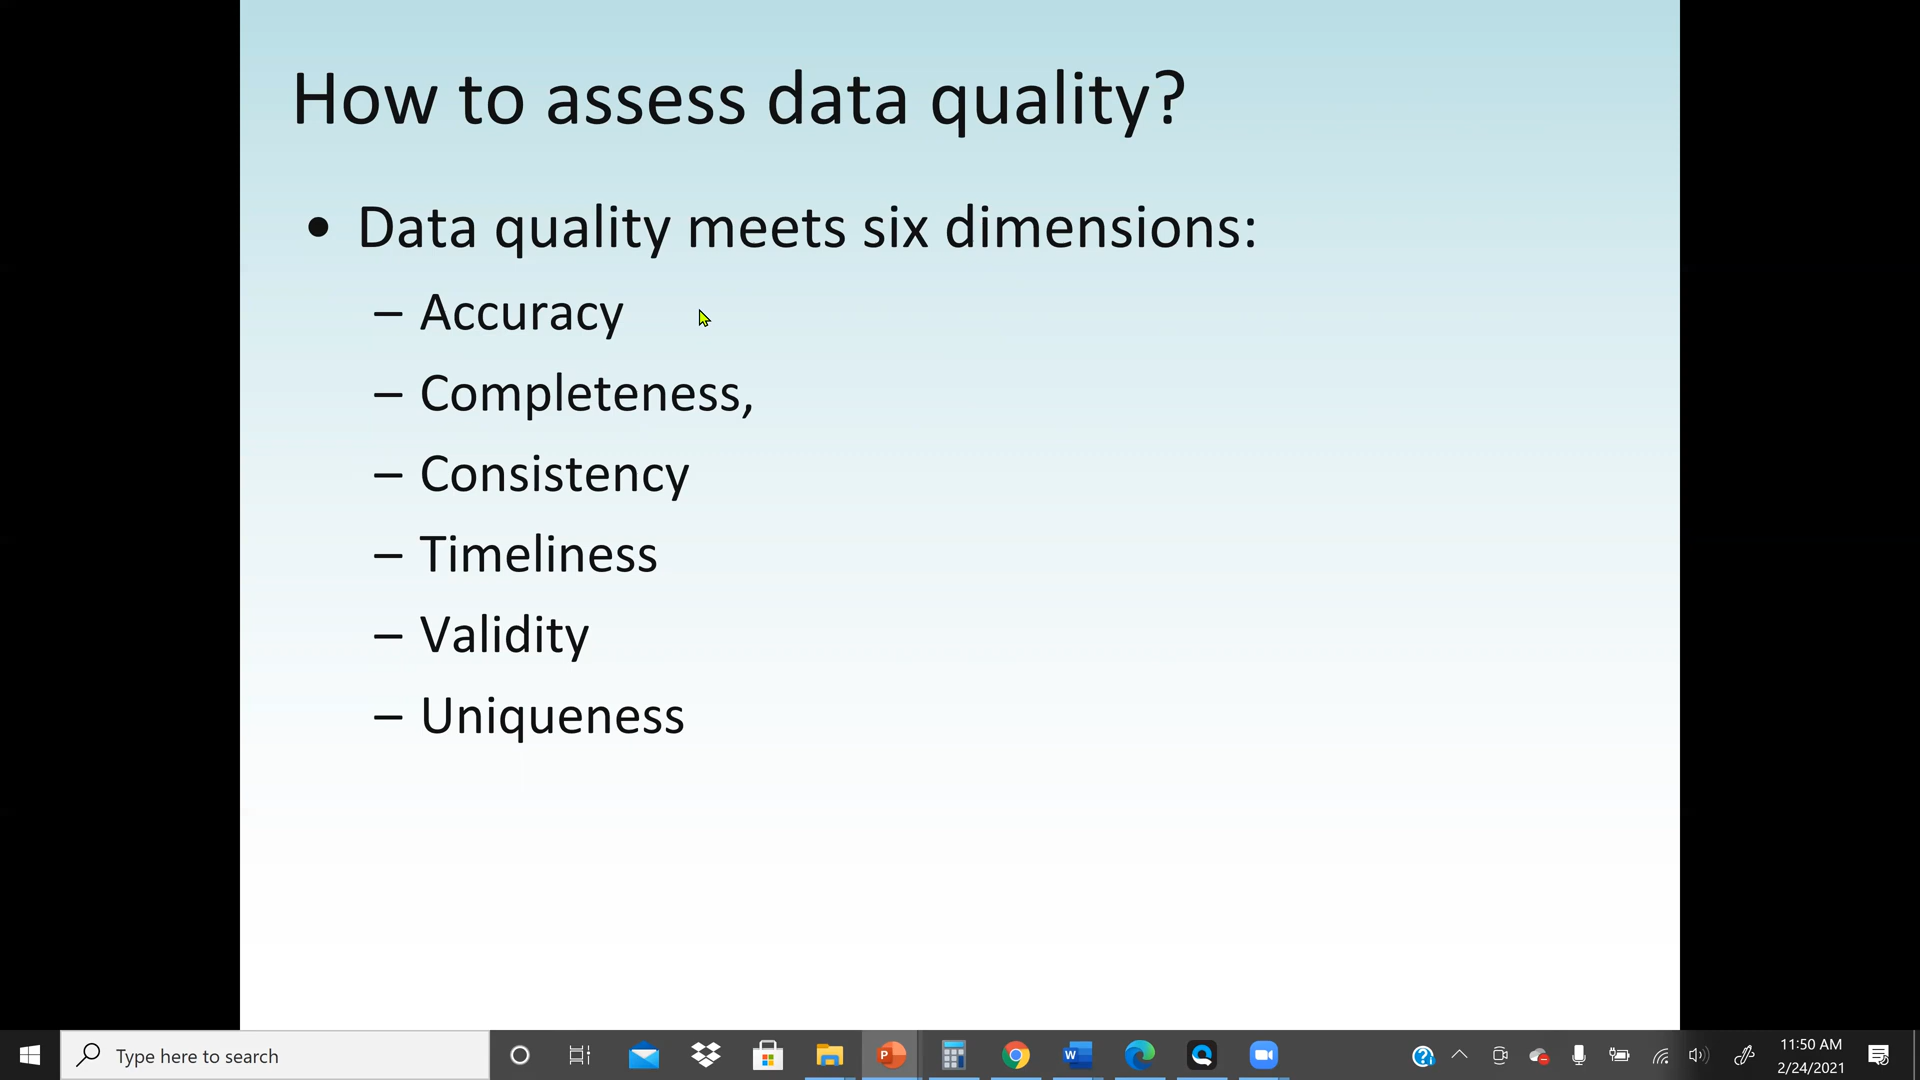 How to assess data quality?
• Data quality meets six dimensions:
– Accuracy
– Completeness,
– Consistency
– Timeliness
– Validity
– Uniqueness
Type here to search
11:50 AM
2/24/2021